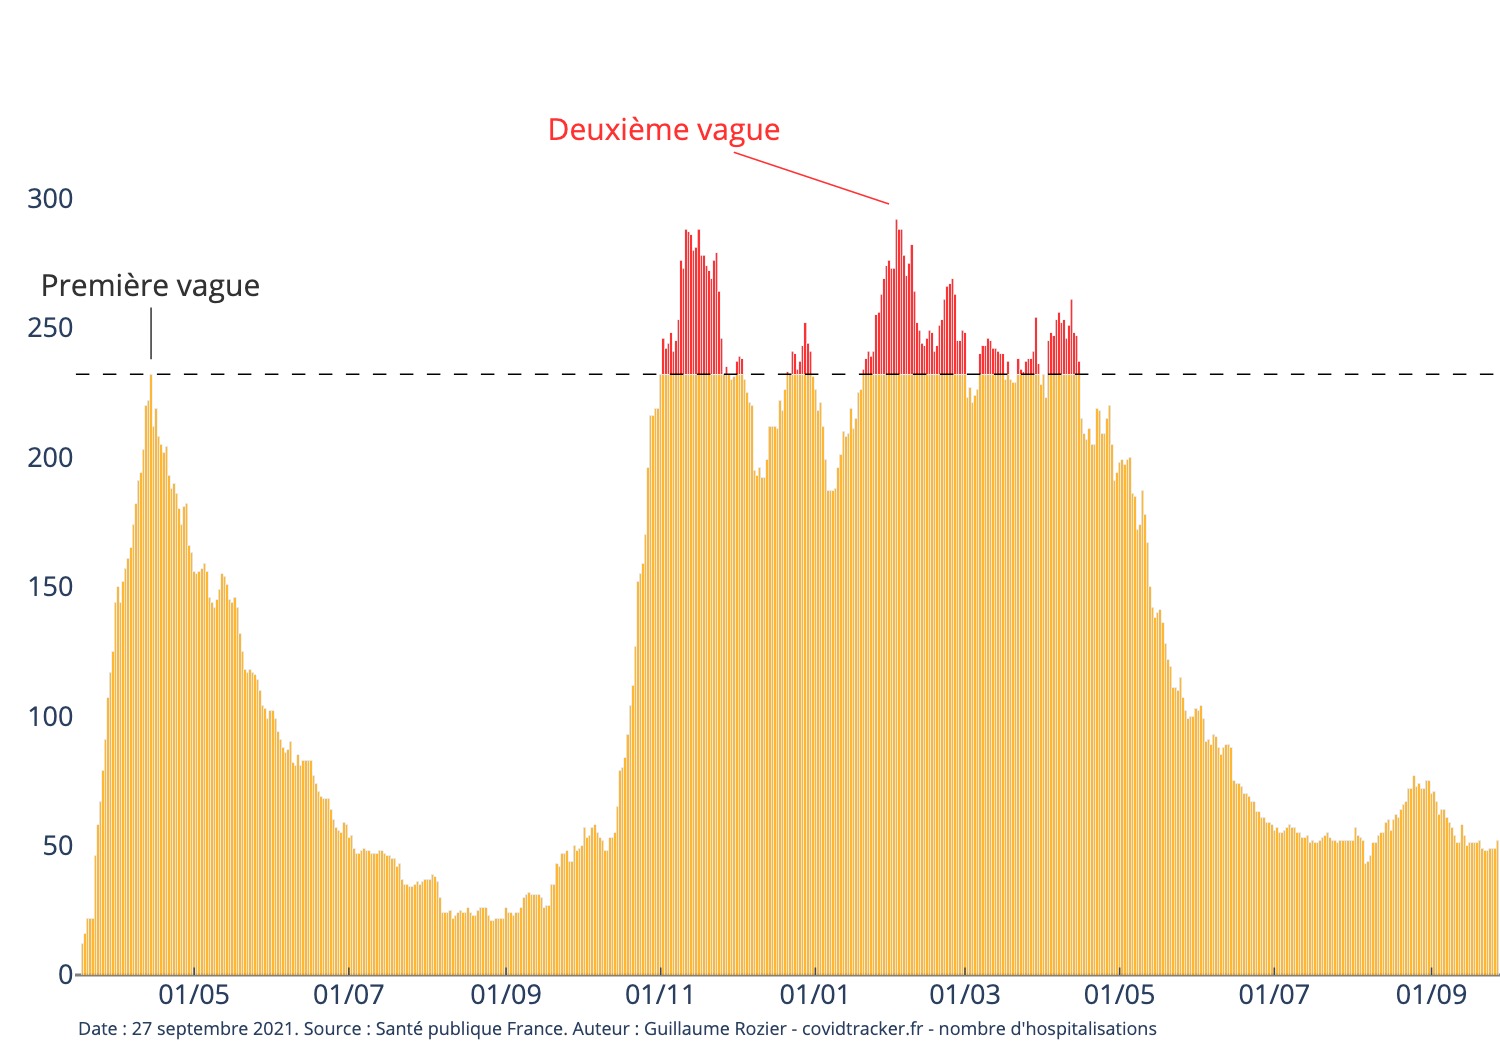 Deuxième vague
300
Première vague
250
200
150
100
50
0
01/05 01/07 01/09 01/11 01/01 01/03 01/05 01/07 01/09
Date : 27 septembre 2021. Source : Santé publique France. Auteur : Guillaume Rozier - covidtracker.fr - nombre d'hospitalisations